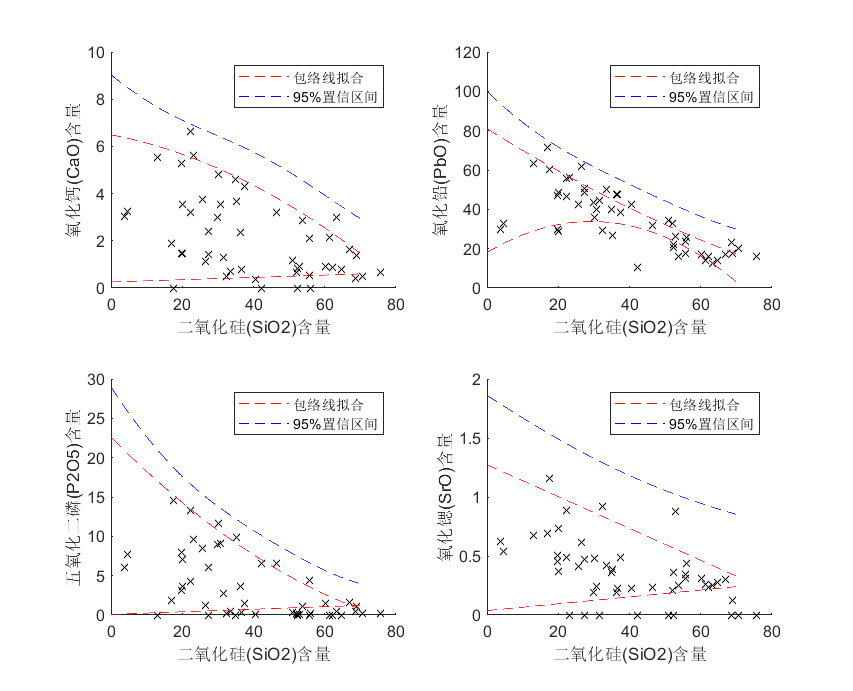 10
8
6
4
2
0
0
20
40
60
80
氧化钙(CaO)含量
二氧化硅(SiO2)含量
包络线拟合
95%置信区间
120
100
80
60
40
20
0
0
20
40
60
80
氧化铅(PbO)含量
二氧化硅(SiO2)含量
包络线拟合
95%置信区间
30
25
20
15
10
5
0
0
20
40
60
80
五氧化二磷(P2O5)含量
二氧化硅(SiO2)含量
包络线拟合
95%置信区间
2
1.5
1
0.5
0
0
20
40
60
80
氧化锶(SrO)含量
二氧化硅(SiO2)含量
包络线拟合
95%置信区间